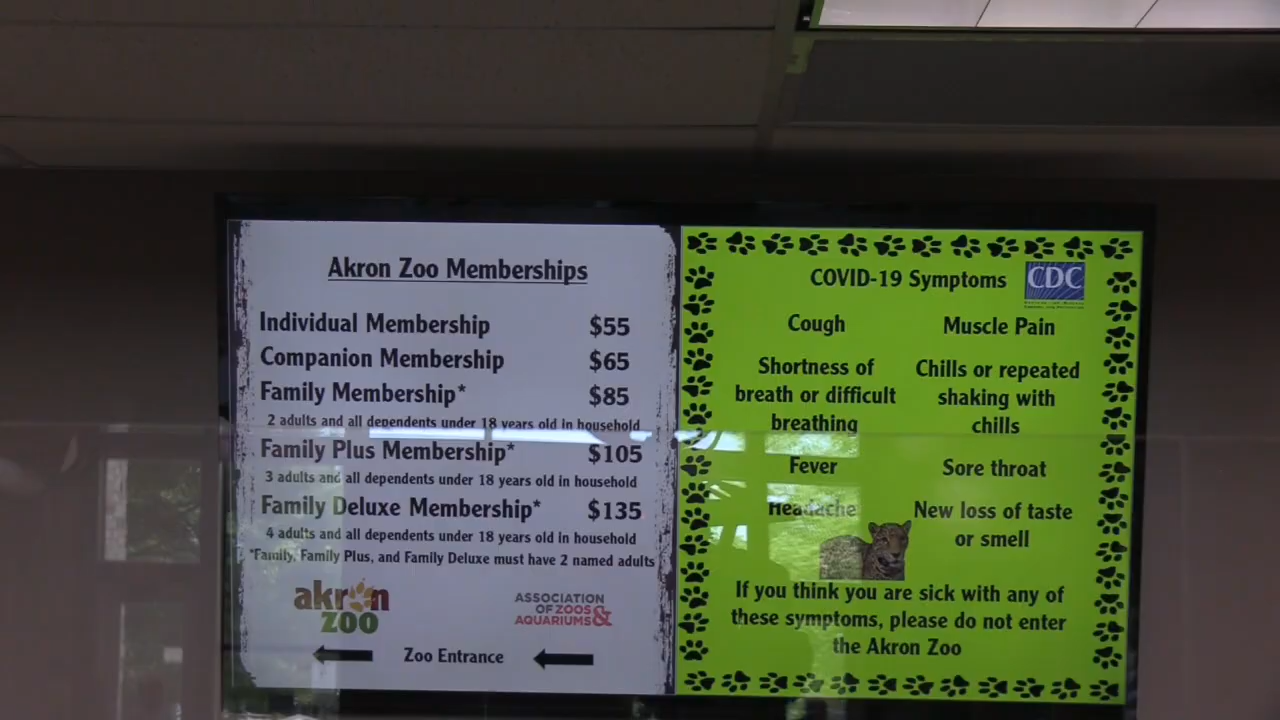 Akron Zoo Memberships
Individual Membership $55
Companion Membership $65
Family Membership* $85
2 adults and all dependents under 18 years old in household
Family Plus Membership* $105
3 adults and all dependents under 18 years old in household
Family Deluxe Membership* $135
4 adults and all dependents under 18 years old in household
*Family, Family Plus, and Family Deluxe must have 2 named adults
akron
ZOO
ASSOCIATION
OF ZOOS
AQUARIUMS &
Zoo Entrance
COVID-19 Symptoms
CDC
Cough
Muscle Pain
Shortness of
breath or difficult
breathing
Chills or repeated
shaking with
chills
Fever
Sore throat
Headache
New loss of taste
or smell
If you think you are sick with any of
these symptoms, please do not enter
the Akron Zoo